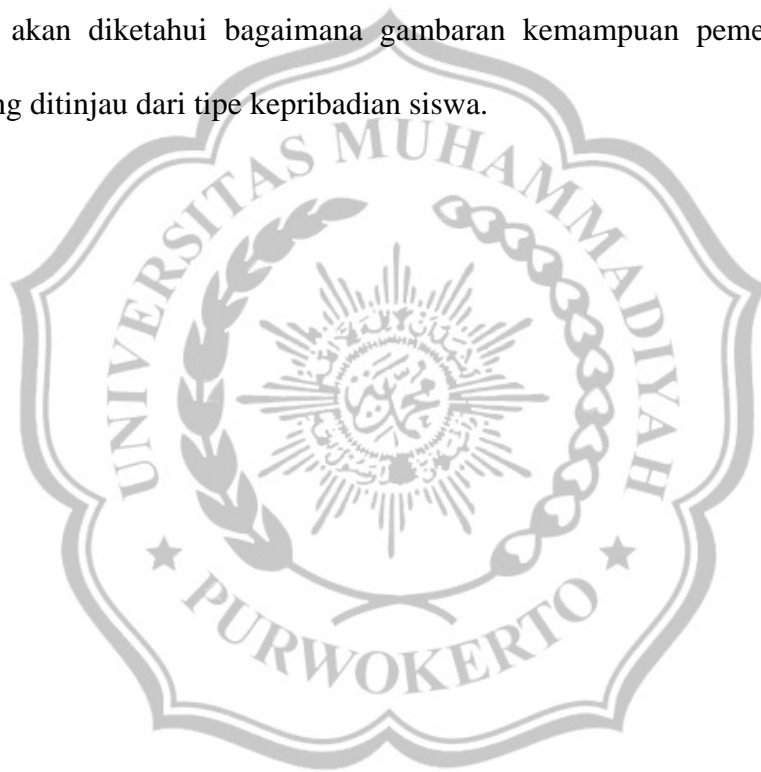 akan diketahui bagaimana gambaran kemampuan peme
ng ditinjau dari tipe kepribadian siswa.
UNIVERSITAS MUHAMMADIYAH
PURWOKERTO